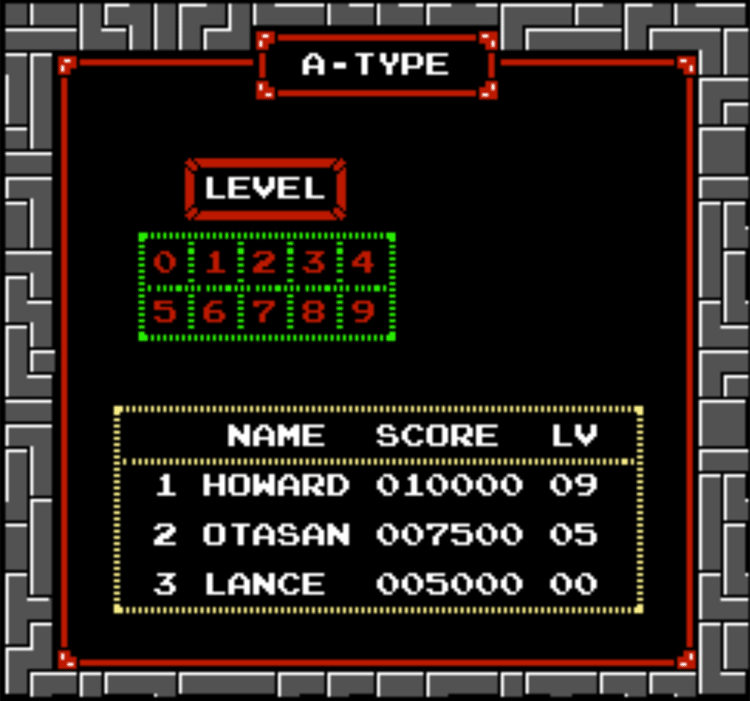 A-TYPE
LEVEL
0 1 2 3 4
5 6 7 8 9
NAME SCORE LV
1 HOWARD 010000 09
2 OTASAN 007500 05
3 LANCE 005000 00